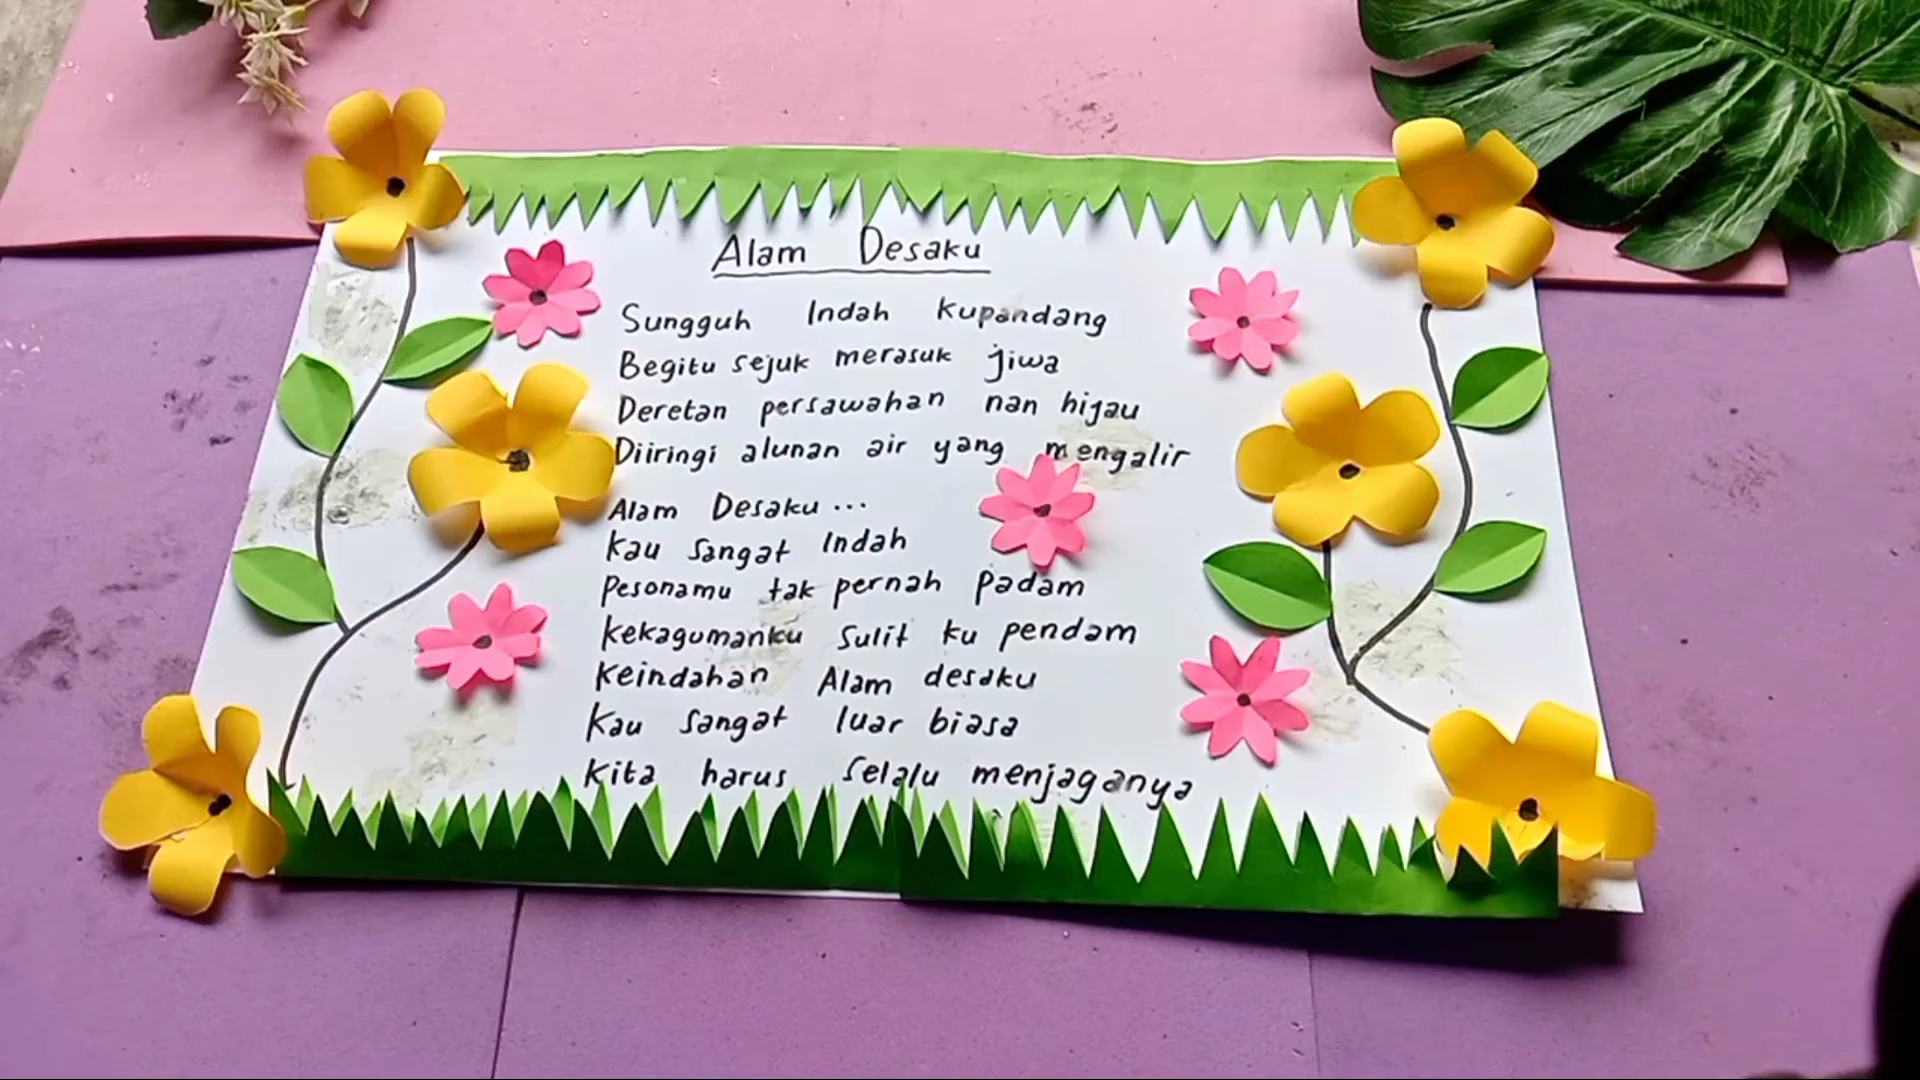 Alam Desaku
Sungguh Indah Kupandang
Begitu sejuk merasuk jiwa
Deretan persawahan nan hijau
Diiringi alunan air yang mengalir
Alam Desaku ...
Kau sangat Indah
Pesonamu tak pernah padam
Kekagumanku Sulit ku pendam
Keindahan Alam desaku
Kau sangat luar biasa
Kita harus Selalu menjaganya